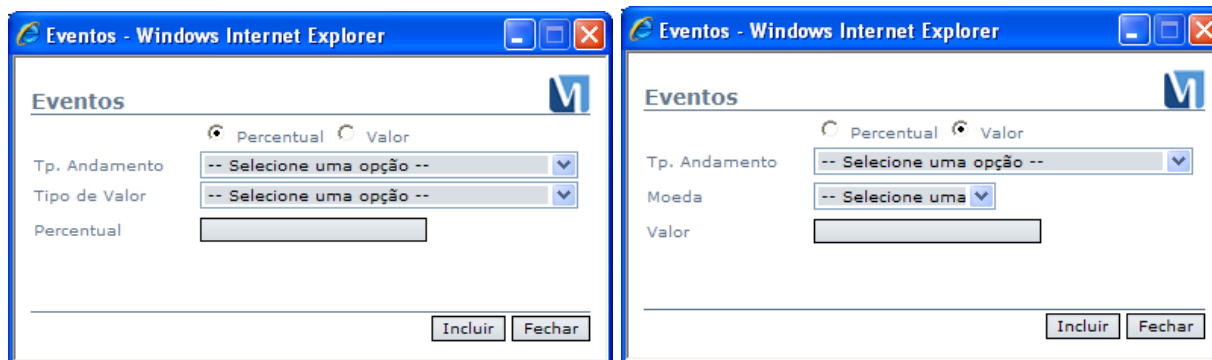 Eventos - Windows Internet Explorer
Eventos
Percentual Valor
Tp. Andamento -- Selecione uma opção --
Tipo de Valor -- Selecione uma opção --
Percentual
Incluir Fechar
Eventos - Windows Internet Explorer
Eventos
Percentual Valor
Tp. Andamento -- Selecione uma opção --
Moeda -- Selecione uma
Valor
Incluir Fechar